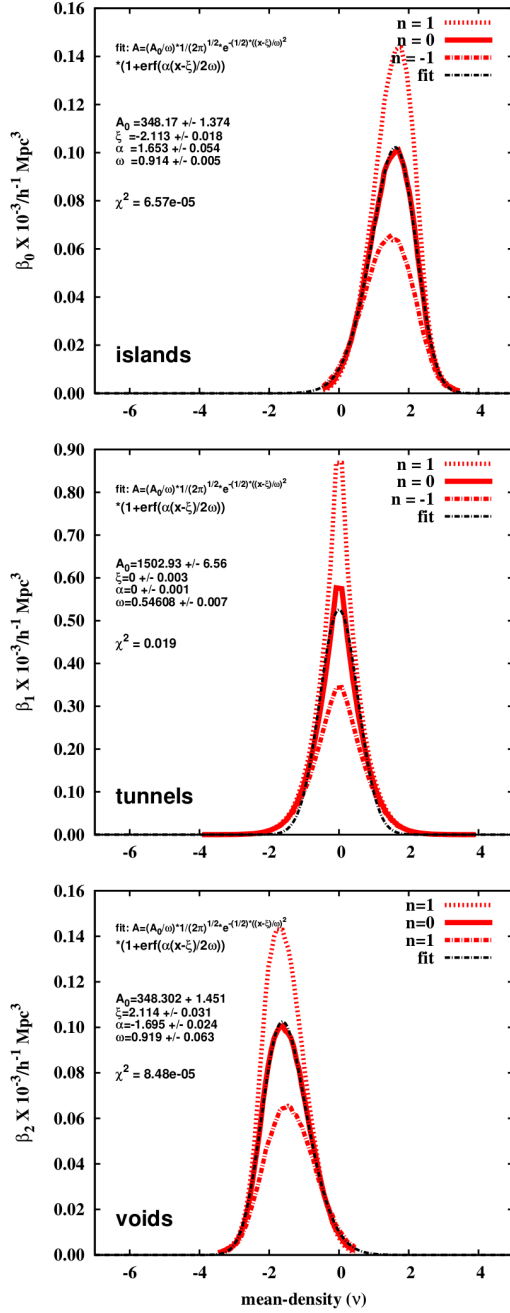 0.16
0.14
0.12
0.10
0.08
0.06
0.04
0.02
0.00
β0 X 10-3/h-1 Mpc3
fit: A=(A0/ω)*1/(2π)1/2*e-(1/2)*((x-ξ)/ω)2
*(1+erf(α(x-ξ)/2ω))
A0 = 348.17 +/- 1.374
ξ =-2.113 +/- 0.018
α = 1.653 +/- 0.054
ω = 0.914 +/- 0.005
χ2 = 6.57e-05
n = 1
n = 0
n = -1
fit
islands
-6 -4 -2 0 2 4
0.90
0.80
0.70
0.60
0.50
0.40
0.30
0.20
0.10
0.00
β1 X 10-3/h-1 Mpc3
fit: A=(A0/ω)*1/(2π)1/2*e-(1/2)*((x-ξ)/ω)2
*(1+erf(α(x-ξ)/2ω))
A0=1502.93 +/- 6.56
ξ=0 +/- 0.003
α=0 +/- 0.001
ω=0.54608 +/- 0.007
χ2 = 0.019
n = 1
n = 0
n = -1
fit
tunnels
-6 -4 -2 0 2 4
0.16
0.14
0.12
0.10
0.08
0.06
0.04
0.02
0.00
β2 X 10-3/h-1 Mpc3
fit: A=(A0/ω)*1/(2π)1/2*e-(1/2)*((x-ξ)/ω)2
*(1+erf(α(x-ξ)/2ω))
A0=348.302 + 1.451
ξ=2.114 +/- 0.031
α=-1.695 +/- 0.024
ω=0.919 +/- 0.063
χ2 = 8.48e-05
n=1
n=0
n=1
fit
voids
-6 -4 -2 0 2 4
mean-density (ν)